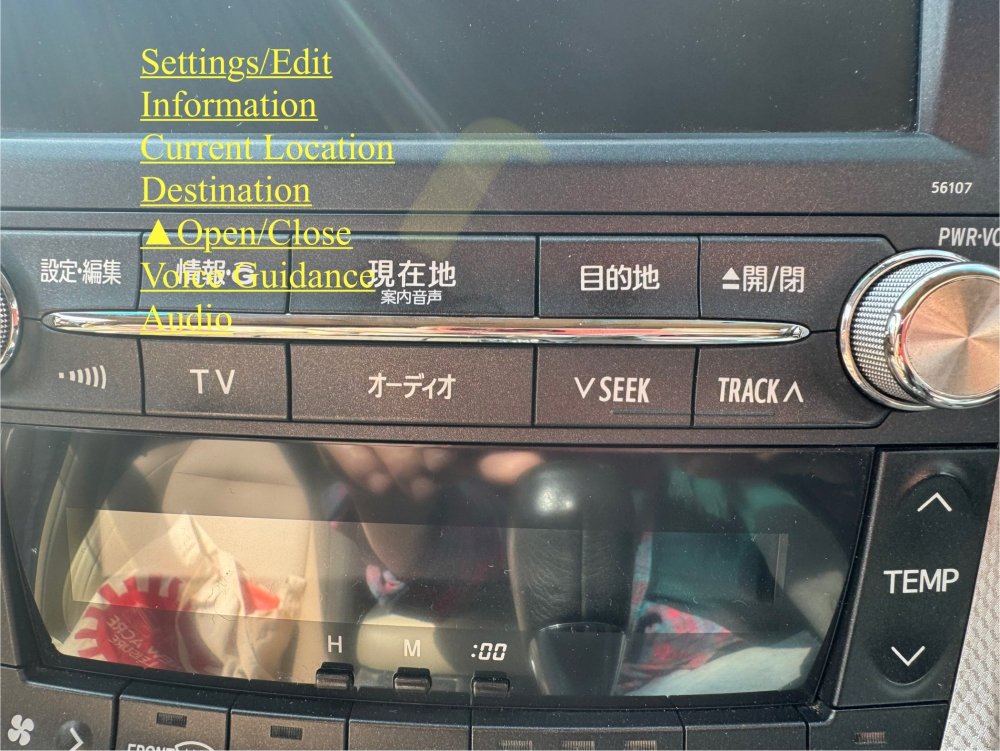 Settings/Edit
Information
Current Location
Destination
▲Open/Close
Voice Guidance
Audio
56107
PWR·VO
設定・編集
情報・G
現在地
案内音声
目的地
▲開/閉
TV
オーディオ
∨ SEEK
TRACK ∧
TEMP
H
M
:00
FRONT